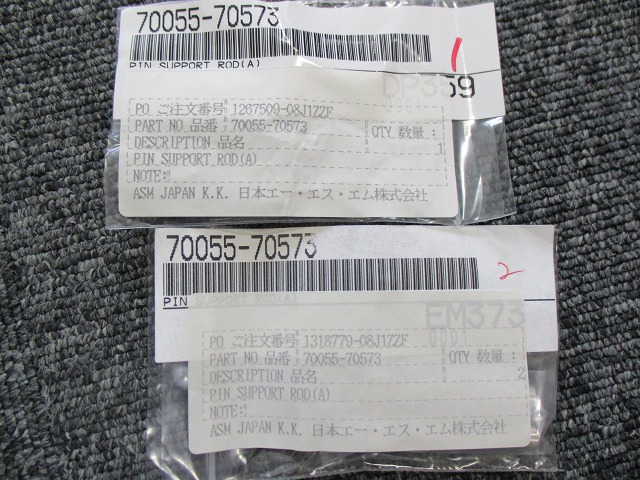 70055-70573
PIN SUPPORT ROD(A)
1
DP359
PO ご注文番号 1267509-08J1ZZF
PART NO 品番 70055-70573 QTY 数量 :
DESCRIPTION 品名 1
PIN SUPPORT ROD(A)
NOTE:
ASM JAPAN K.K. 日本エー・エス・エム株式会社
70055-70573
2
PIN SUPPORT ROD(A)
EM373
0001
PO ご注文番号 1318779-08J1ZZF
PART NO 品番 70055-70573 QTY 数量 :
DESCRIPTION 品名 2
PIN SUPPORT ROD(A)
NOTE:
ASM JAPAN K.K. 日本エー・エス・エム株式会社